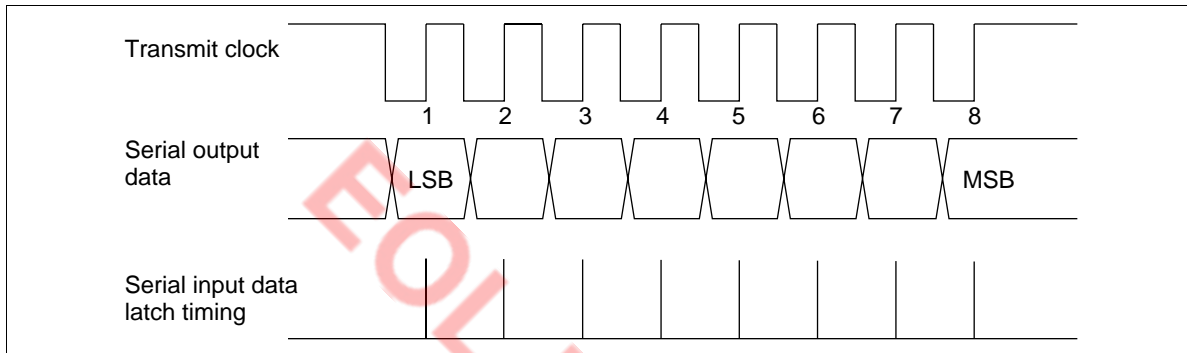 Transmit clock
1 2 3 4 5 6 7 8
Serial output
data
LSB
MSB
Serial input data
latch timing
EOL